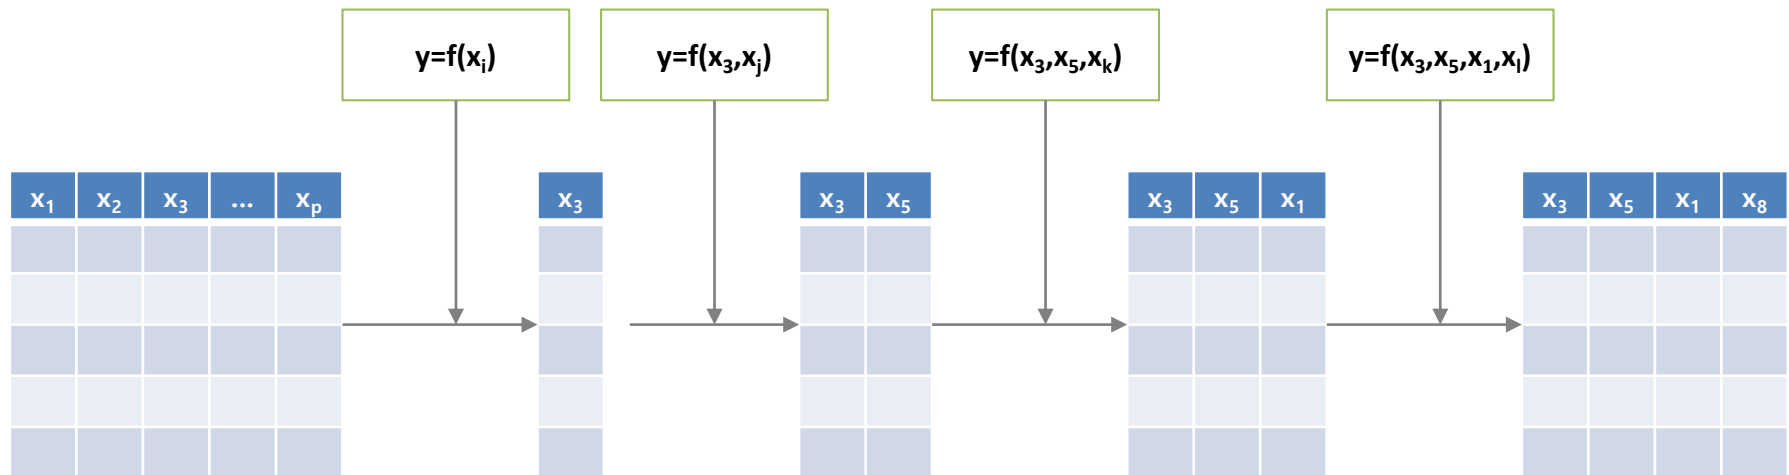 y=f(xᵢ)
y=f(x₃,xⱼ)
y=f(x₃,x₅,xₖ)
y=f(x₃,x₅,x₁,xₗ)
x₁ x₂ x₃ ... xₚ
x₃
x₃ x₅
x₃ x₅ x₁
x₃ x₅ x₁ x₈